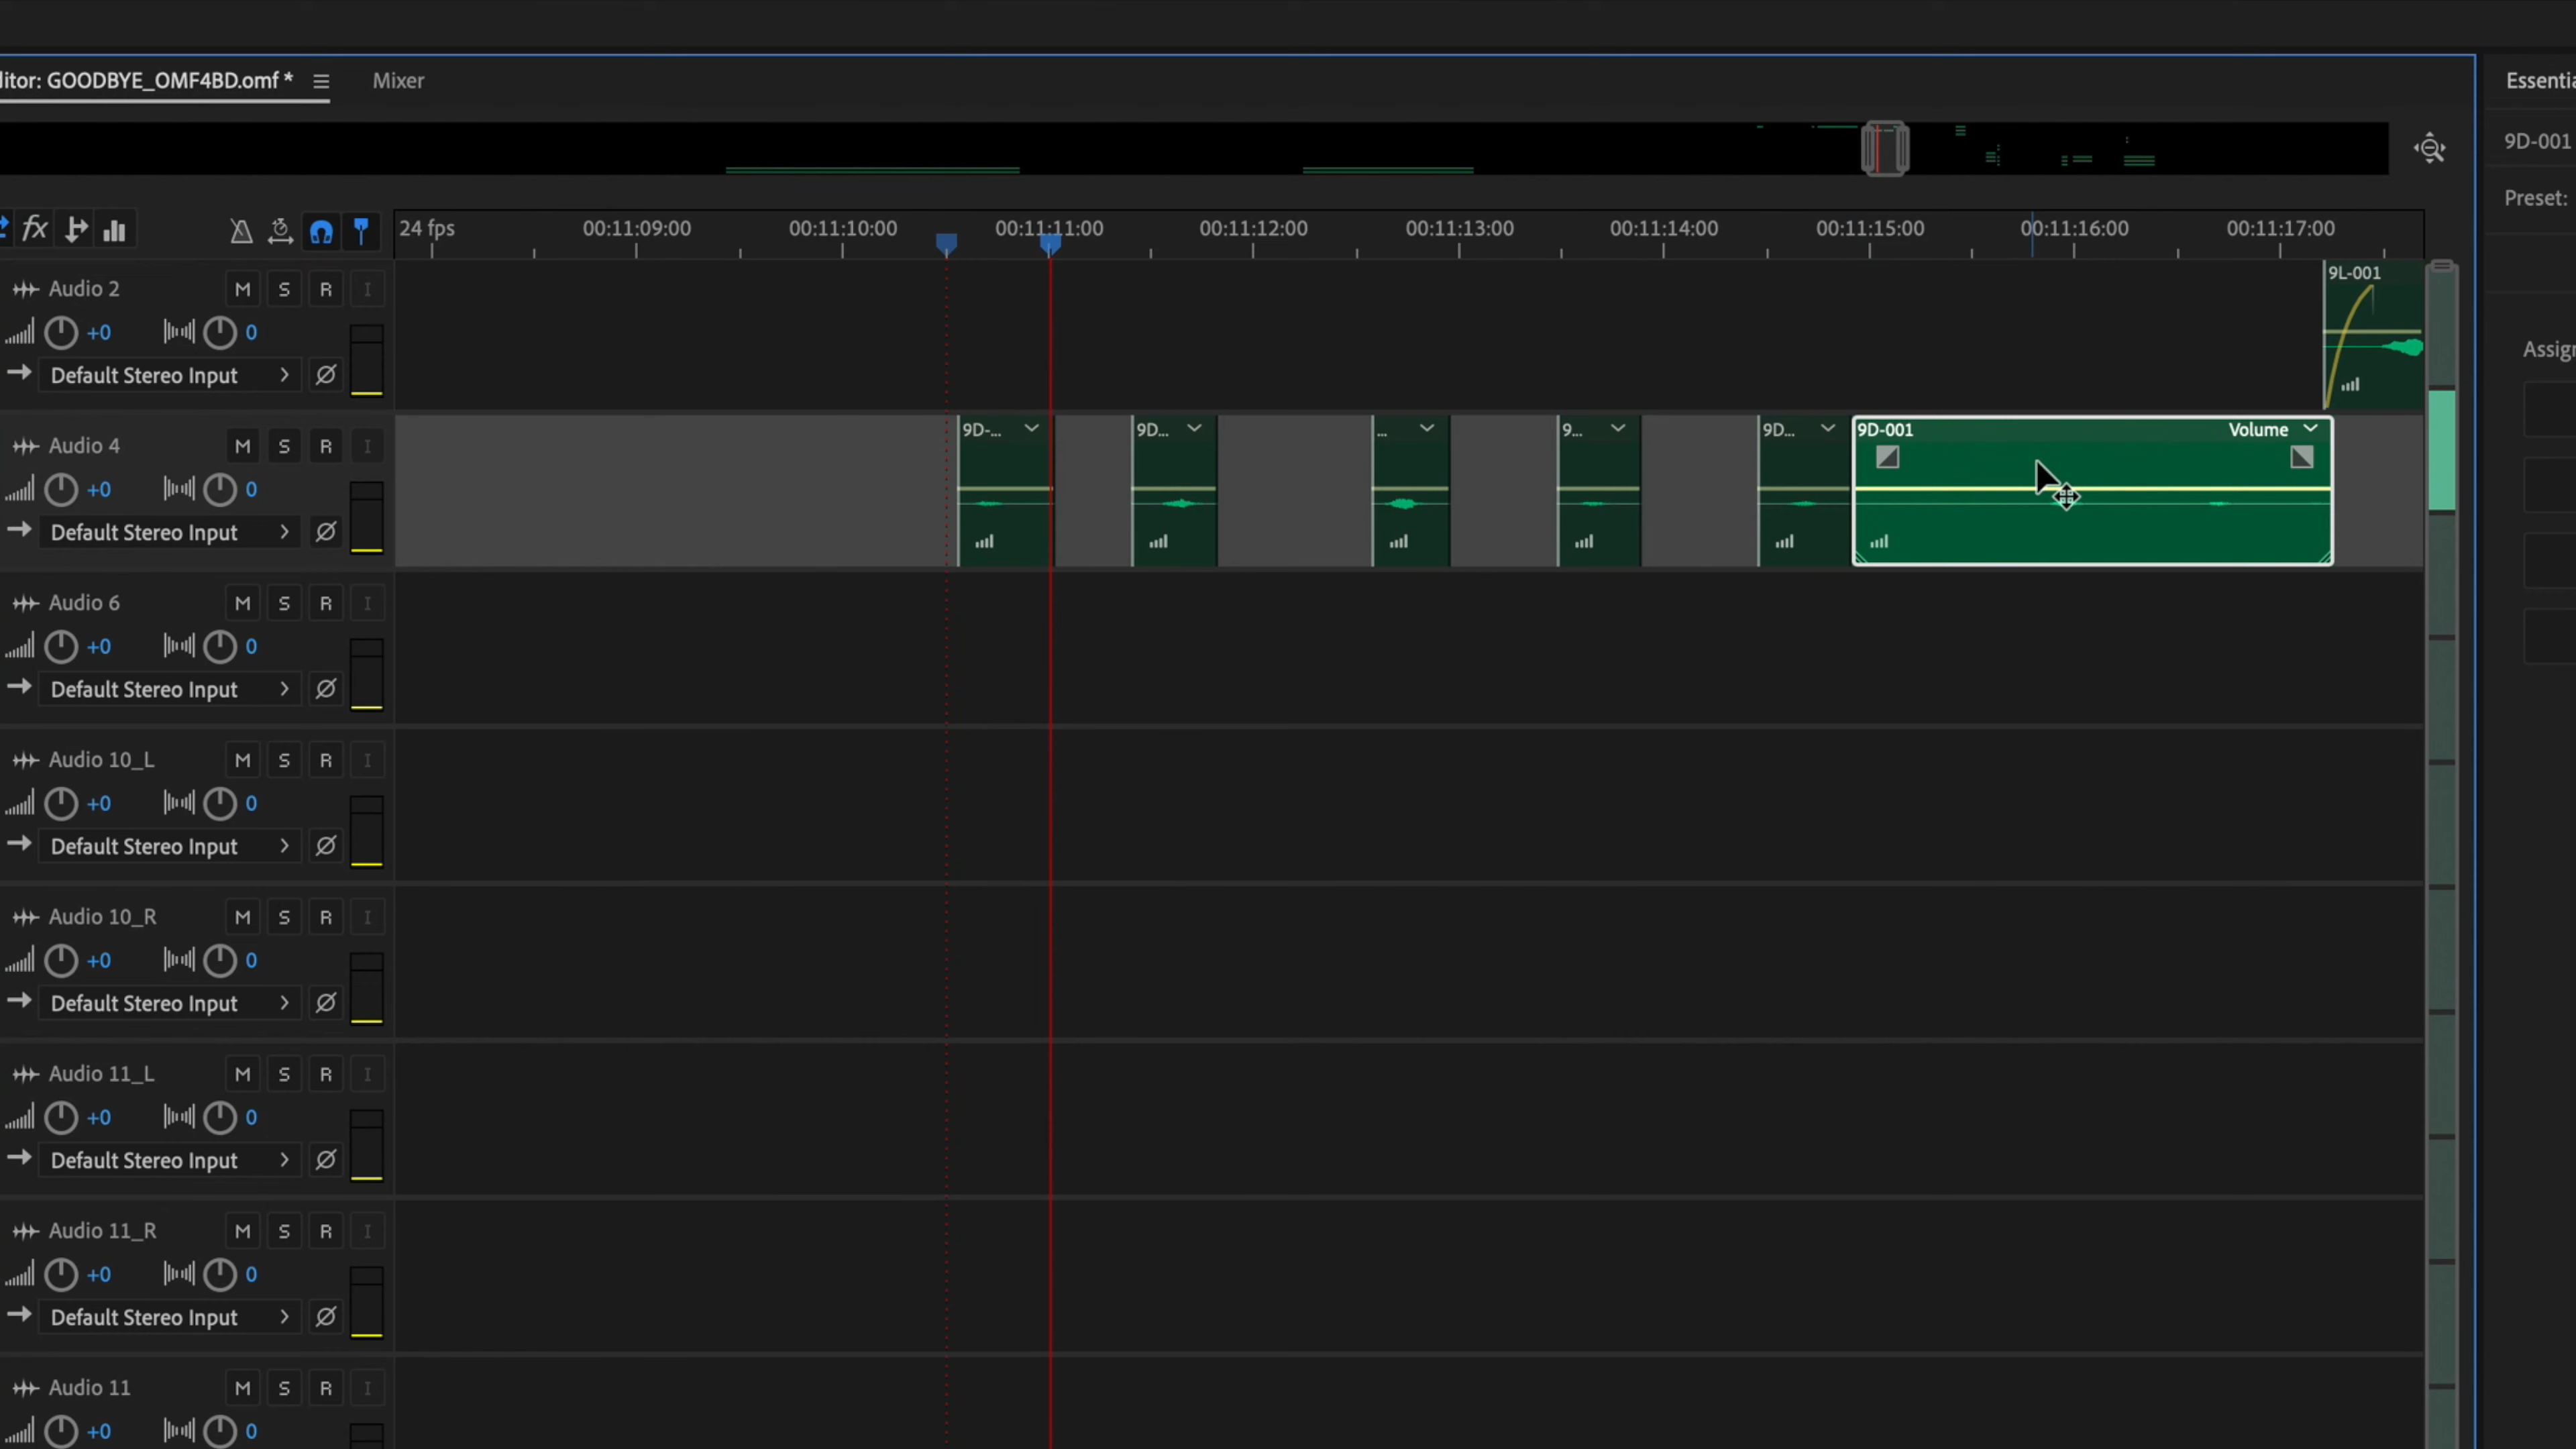 ditor: GOODBYE_OMF4BD.omf * Mixer
Essentia
9D-001
Preset:
fx 24 fps 00:11:09:00 00:11:10:00 00:11:11:00 00:11:12:00 00:11:13:00 00:11:14:00 00:11:15:00 00:11:16:00 00:11:17:00
Audio 2 M S R I 9L-001
+0 0
Default Stereo Input
Assign
Audio 4 M S R I 9D-... 9D... ... 9... 9D... 9D-001 Volume
+0 0
Default Stereo Input
Audio 6 M S R I
+0 0
Default Stereo Input
Audio 10_L M S R I
+0 0
Default Stereo Input
Audio 10_R M S R I
+0 0
Default Stereo Input
Audio 11_L M S R I
+0 0
Default Stereo Input
Audio 11_R M S R I
+0 0
Default Stereo Input
Audio 11 M S R I
+0 0